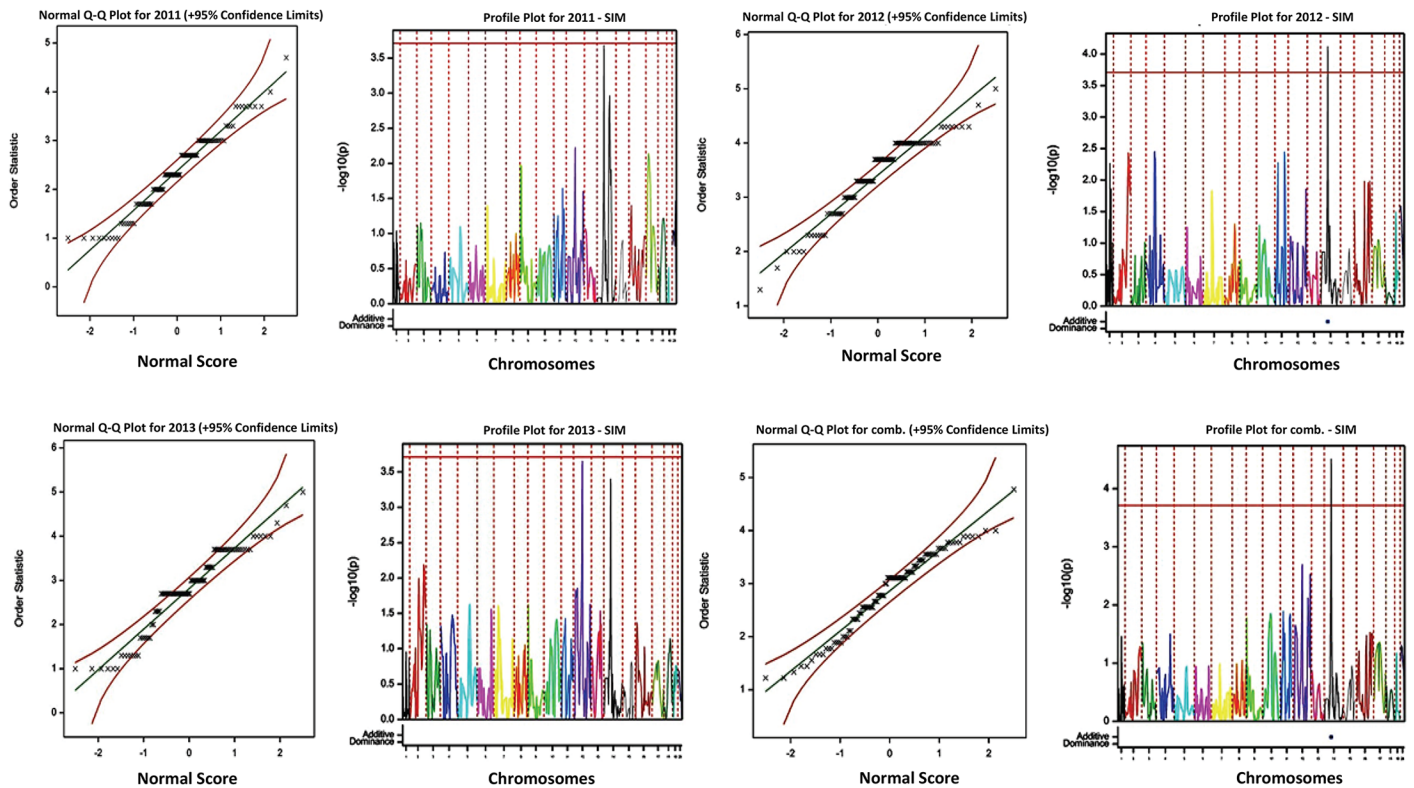 Normal Q-Q Plot for 2011 (+95% Confidence Limits)
Order Statistic
5
4
3
2
1
0
-2
-1
0
1
2
Normal Score
Profile Plot for 2011 - SIM
-log10(p)
3.5
3.0
2.5
2.0
1.5
1.0
0.5
0.0
Additive
Dominance
Chromosomes
Normal Q-Q Plot for 2012 (+95% Confidence Limits)
Order Statistic
6
5
4
3
2
1
-2
-1
0
1
2
Normal Score
Profile Plot for 2012 - SIM
-log10(p)
4.0
3.5
3.0
2.5
2.0
1.5
1.0
0.5
0.0
Additive
Dominance
Chromosomes
Normal Q-Q Plot for 2013 (+95% Confidence Limits)
Order Statistic
6
5
4
3
2
1
0
-2
-1
0
1
2
Normal Score
Profile Plot for 2013 - SIM
-log10(p)
3.5
3.0
2.5
2.0
1.5
1.0
0.5
0.0
Additive
Dominance
Chromosomes
Normal Q-Q Plot for comb. (+95% Confidence Limits)
Order Statistic
5
4
3
2
1
-2
-1
0
1
2
Normal Score
Profile Plot for comb. - SIM
-log10(p)
4
3
2
1
0
Additive
Dominance
Chromosomes